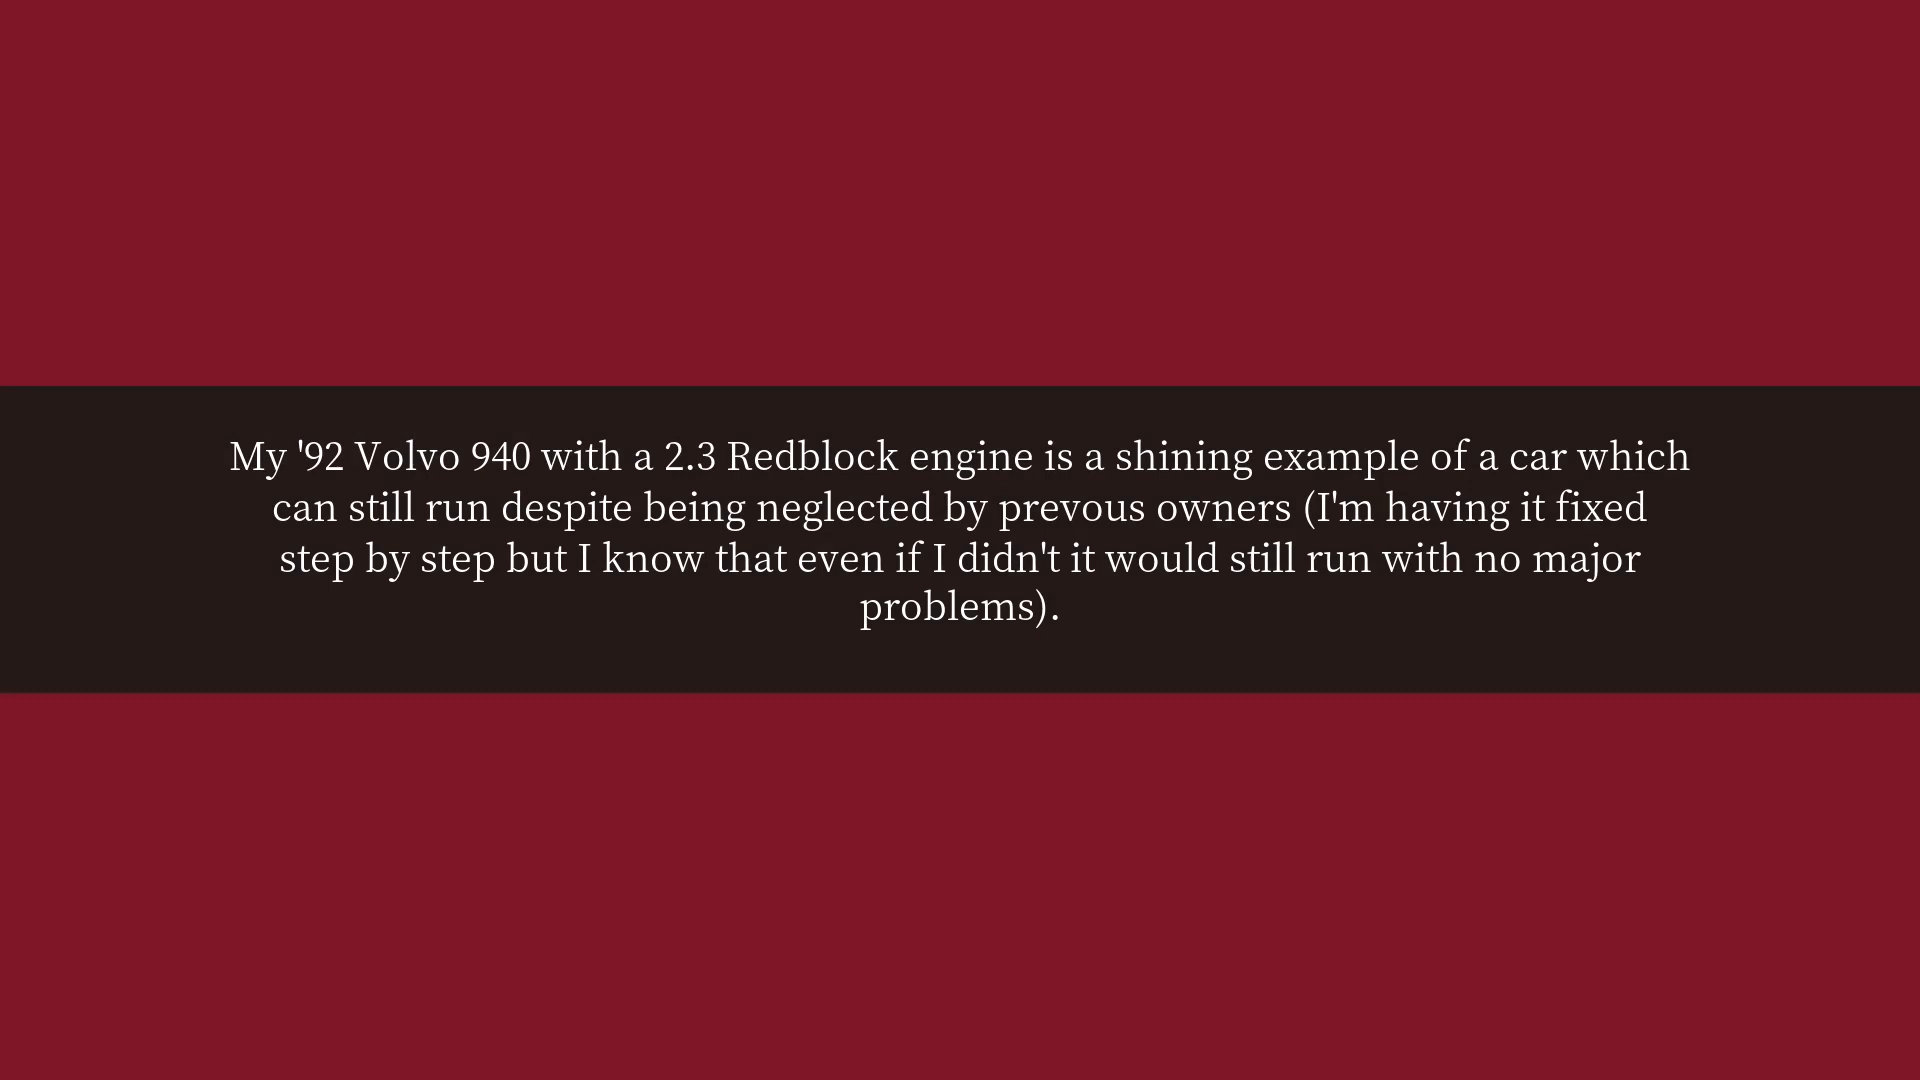 My '92 Volvo 940 with a 2.3 Redblock engine is a shining example of a car which
can still run despite being neglected by prevous owners (I'm having it fixed
step by step but I know that even if I didn't it would still run with no major
problems).